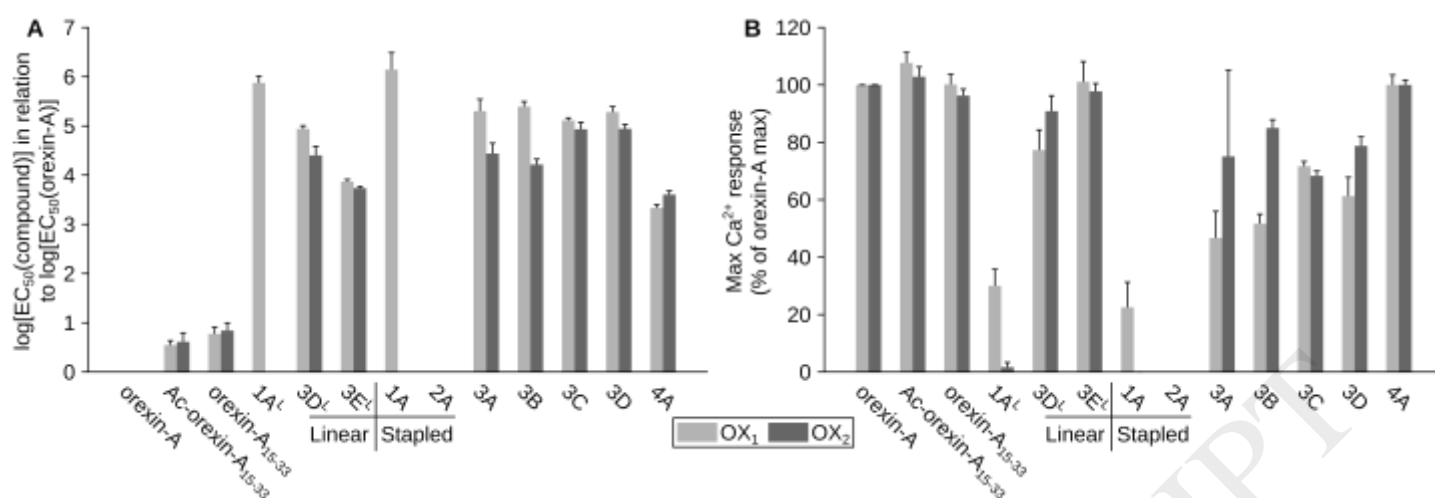 A
log[EC₅₀(compound)] in relation
to log[EC₅₀(orexin-A)]
7
6
5
4
3
2
1
0
orexin-A
Ac-orexin-A₁₅₋₃₃
orexin-A₁₅₋₃₃
1Aᴸ
3Dᴸ
3Eᴸ
1A
2A
3A
3B
3C
3D
4A
Linear
Stapled
OX₁ OX₂
B
Max Ca²⁺ response
(% of orexin-A max)
120
100
80
60
40
20
0
orexin-A
Ac-orexin-A₁₅₋₃₃
orexin-A₁₅₋₃₃
1Aᴸ
3Dᴸ
3Eᴸ
1A
2A
3A
3B
3C
3D
4A
Linear
Stapled
IPT